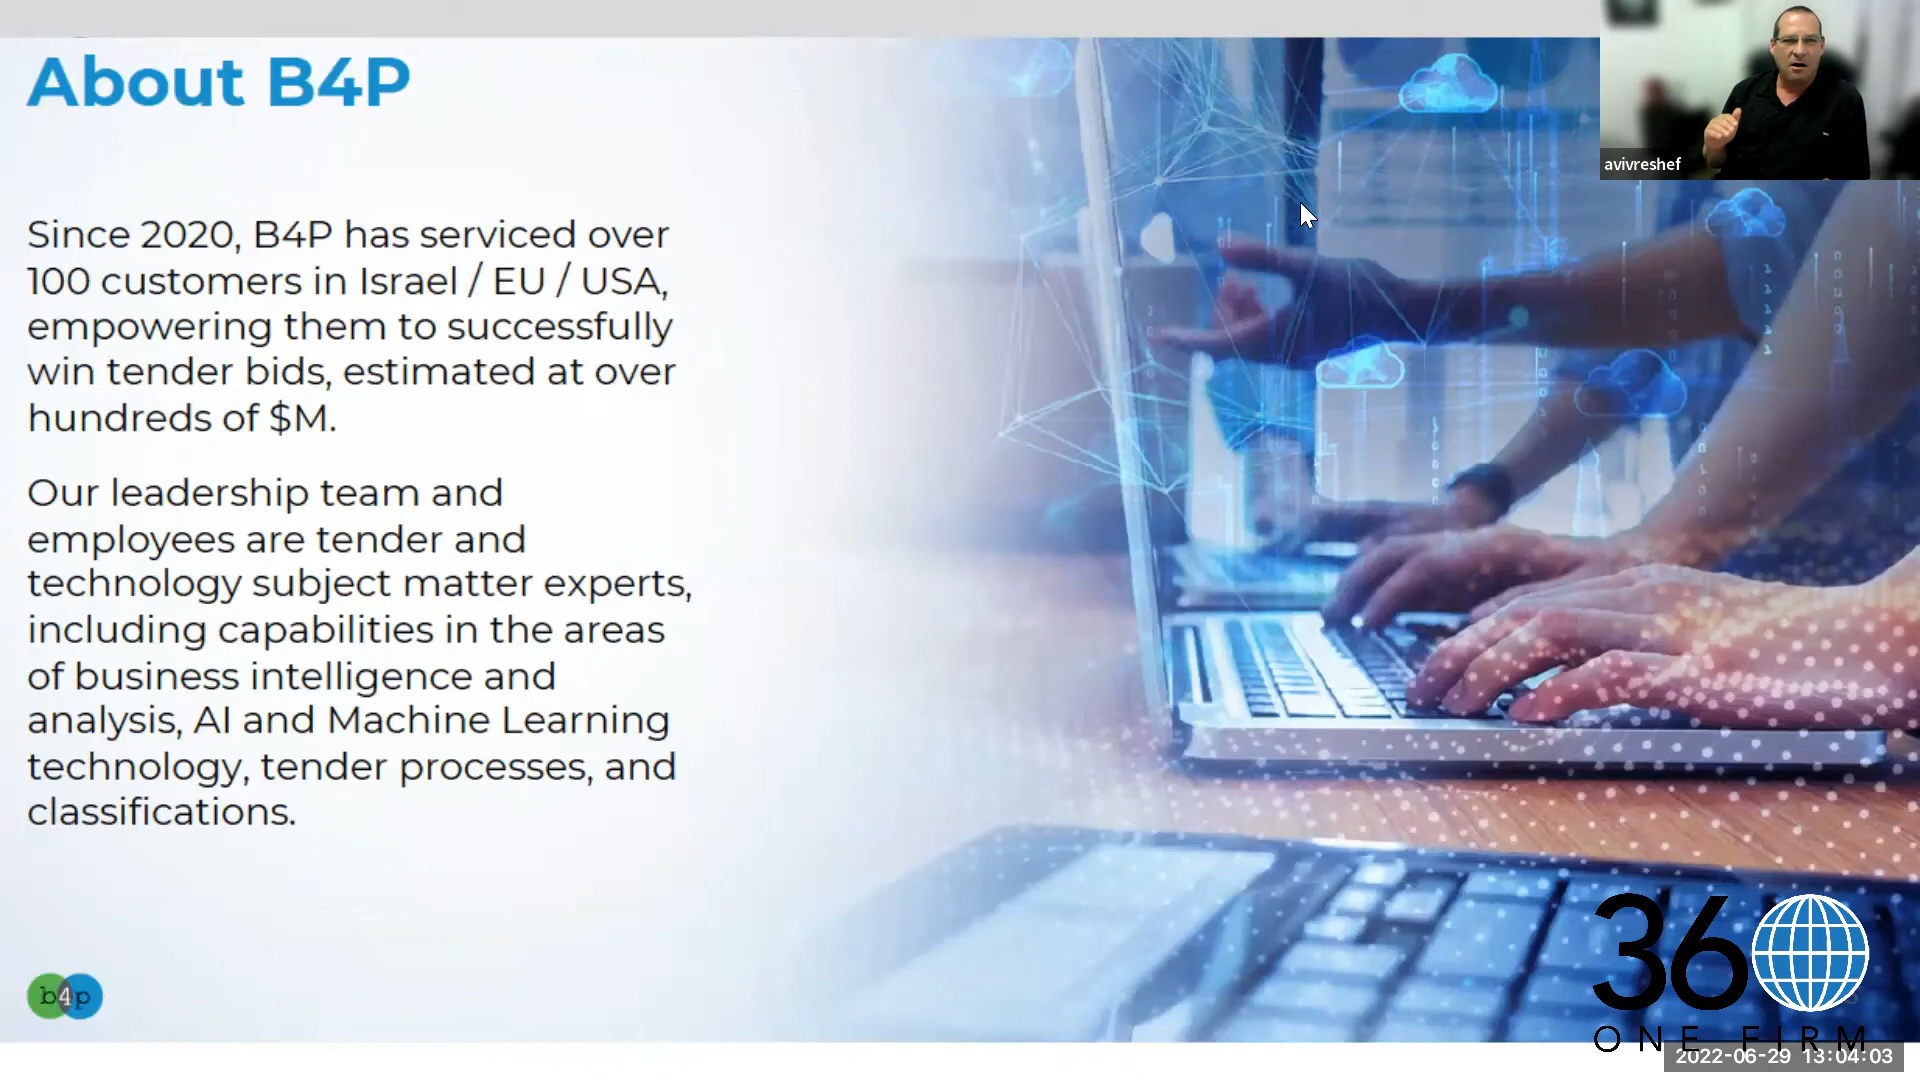 About B4P
avivreshef
Since 2020, B4P has serviced over
100 customers in Israel / EU / USA,
empowering them to successfully
win tender bids, estimated at over
hundreds of $M.
Our leadership team and
employees are tender and
technology subject matter experts,
including capabilities in the areas
of business intelligence and
analysis, AI and Machine Learning
technology, tender processes, and
classifications.
b4p
36
ONE FIRM
2022-06-29 13:04:03